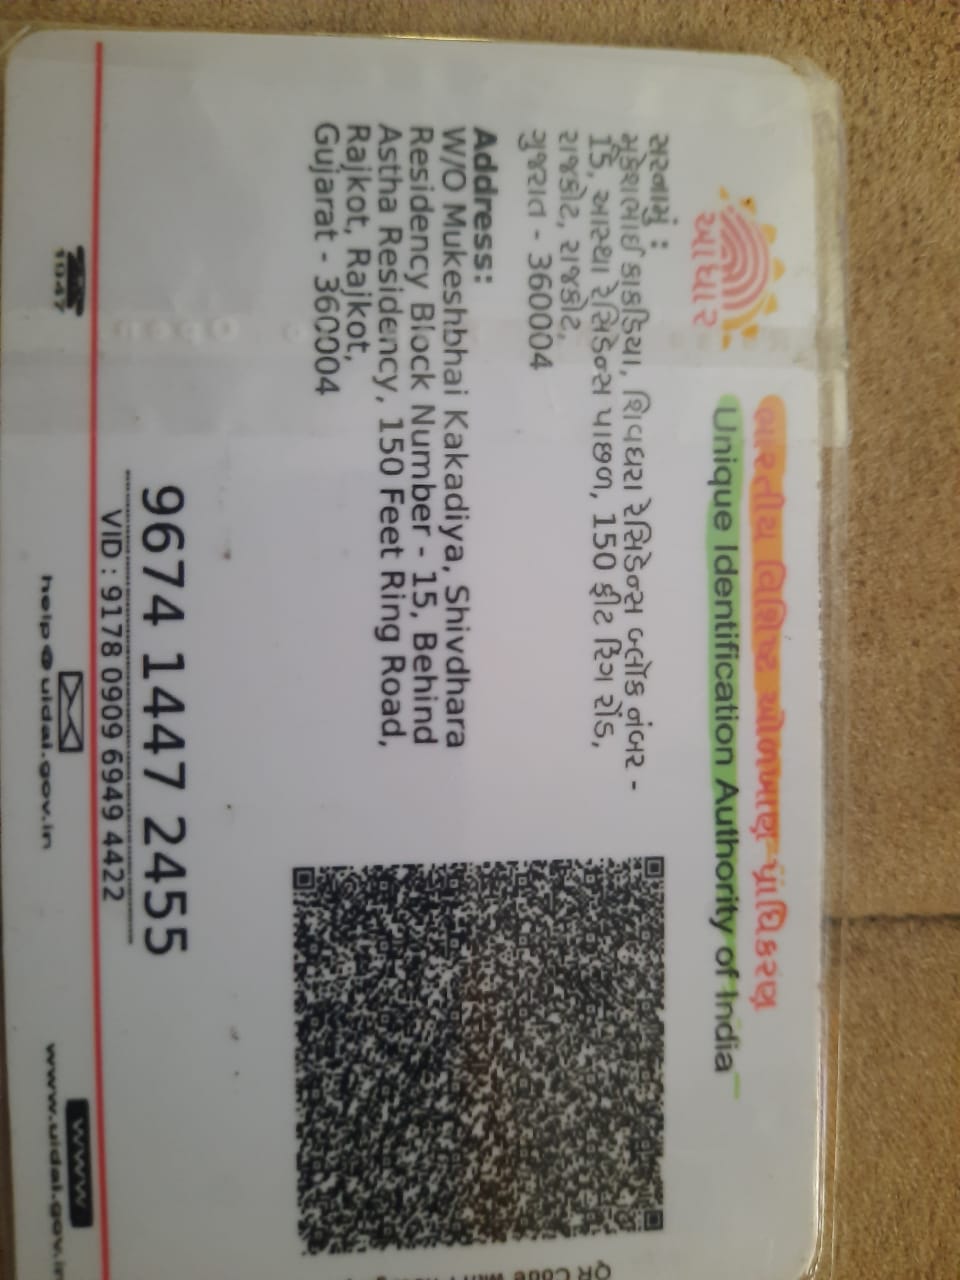 આધાર
ભારતીય વિશિષ્ટ ઓળખાણ પ્રાધિકરણ
Unique Identification Authority of India
સરનામું :
મૂકેશભાઈ કાકડિયા, શિવધરા રેસિડેન્સ બ્લૉક નંબર -
15, આસ્થા રેસિડેન્સ પાછળ, 150 ફીટ રિંગ રોડ,
રાજકોટ, રાજકોટ,
ગુજરાત - 360004
Address:
W/O Mukeshbhai Kakadiya, Shivdhara
Residency Block Number - 15, Behind
Astha Residency, 150 Feet Ring Road,
Rajkot, Rajkot,
Gujarat - 360004
QR Code
9674 1447 2455
VID : 9178 0909 6949 4422
1947
help@uidai.gov.in
www
www.uidai.gov.in